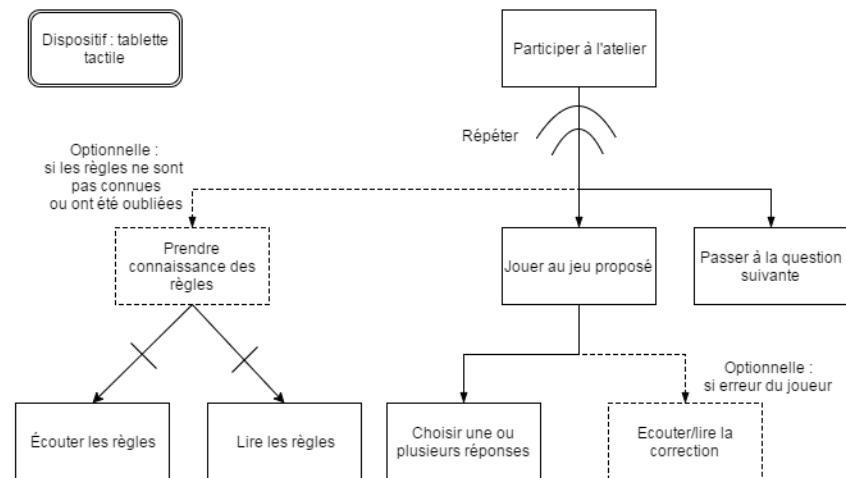 Dispositif : tablette
tactile
Participer à l'atelier
Répéter
Optionnelle :
si les règles ne sont
pas connues
ou ont été oubliées
Prendre
connaissance des
règles
Jouer au jeu proposé
Passer à la question
suivante
Optionnelle :
si erreur du joueur
Écouter les règles
Lire les règles
Choisir une ou
plusieurs réponses
Ecouter/lire la
correction